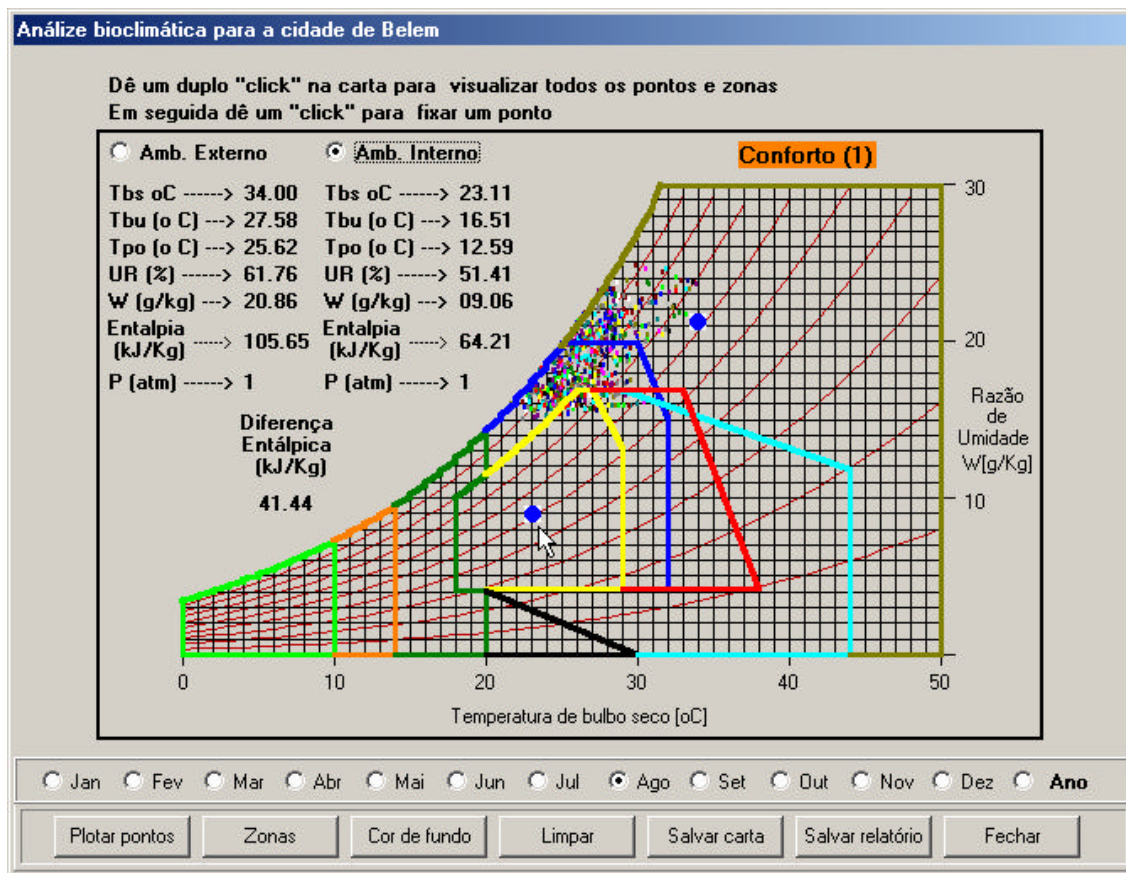 Análize bioclimática para a cidade de Belem
Dê um duplo "click" na carta para visualizar todos os pontos e zonas
Em seguida dê um "click" para fixar um ponto
Amb. Externo Amb. Interno
Conforto (1)
Tbs oC ------> 34.00 Tbs oC ------> 23.11
Tbu (o C) ---> 27.58 Tbu (o C) ---> 16.51
Tpo (o C) ---> 25.62 Tpo (o C) ---> 12.59
UR (%) ------> 61.76 UR (%) ------> 51.41
W (g/kg) ---> 20.86 W (g/kg) ---> 09.06
Entalpia (kJ/Kg) -----> 105.65 Entalpia (kJ/Kg) -----> 64.21
P (atm) ------> 1 P (atm) ------> 1
Diferença
Entálpica
(kJ/Kg)
41.44
30
20
Razão
de
Umidade
W[g/Kg]
10
0 10 20 30 40 50
Temperatura de bulbo seco [oC]
Jan Fev Mar Abr Mai Jun Jul Ago Set Out Nov Dez Ano
Plotar pontos Zonas Cor de fundo Limpar Salvar carta Salvar relatório Fechar